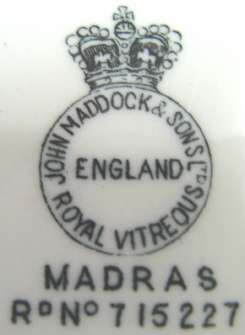 JOHN MADDOCK & SONS LTD
ENGLAND
ROYAL VITREOUS
MADRAS
RD NO 715227